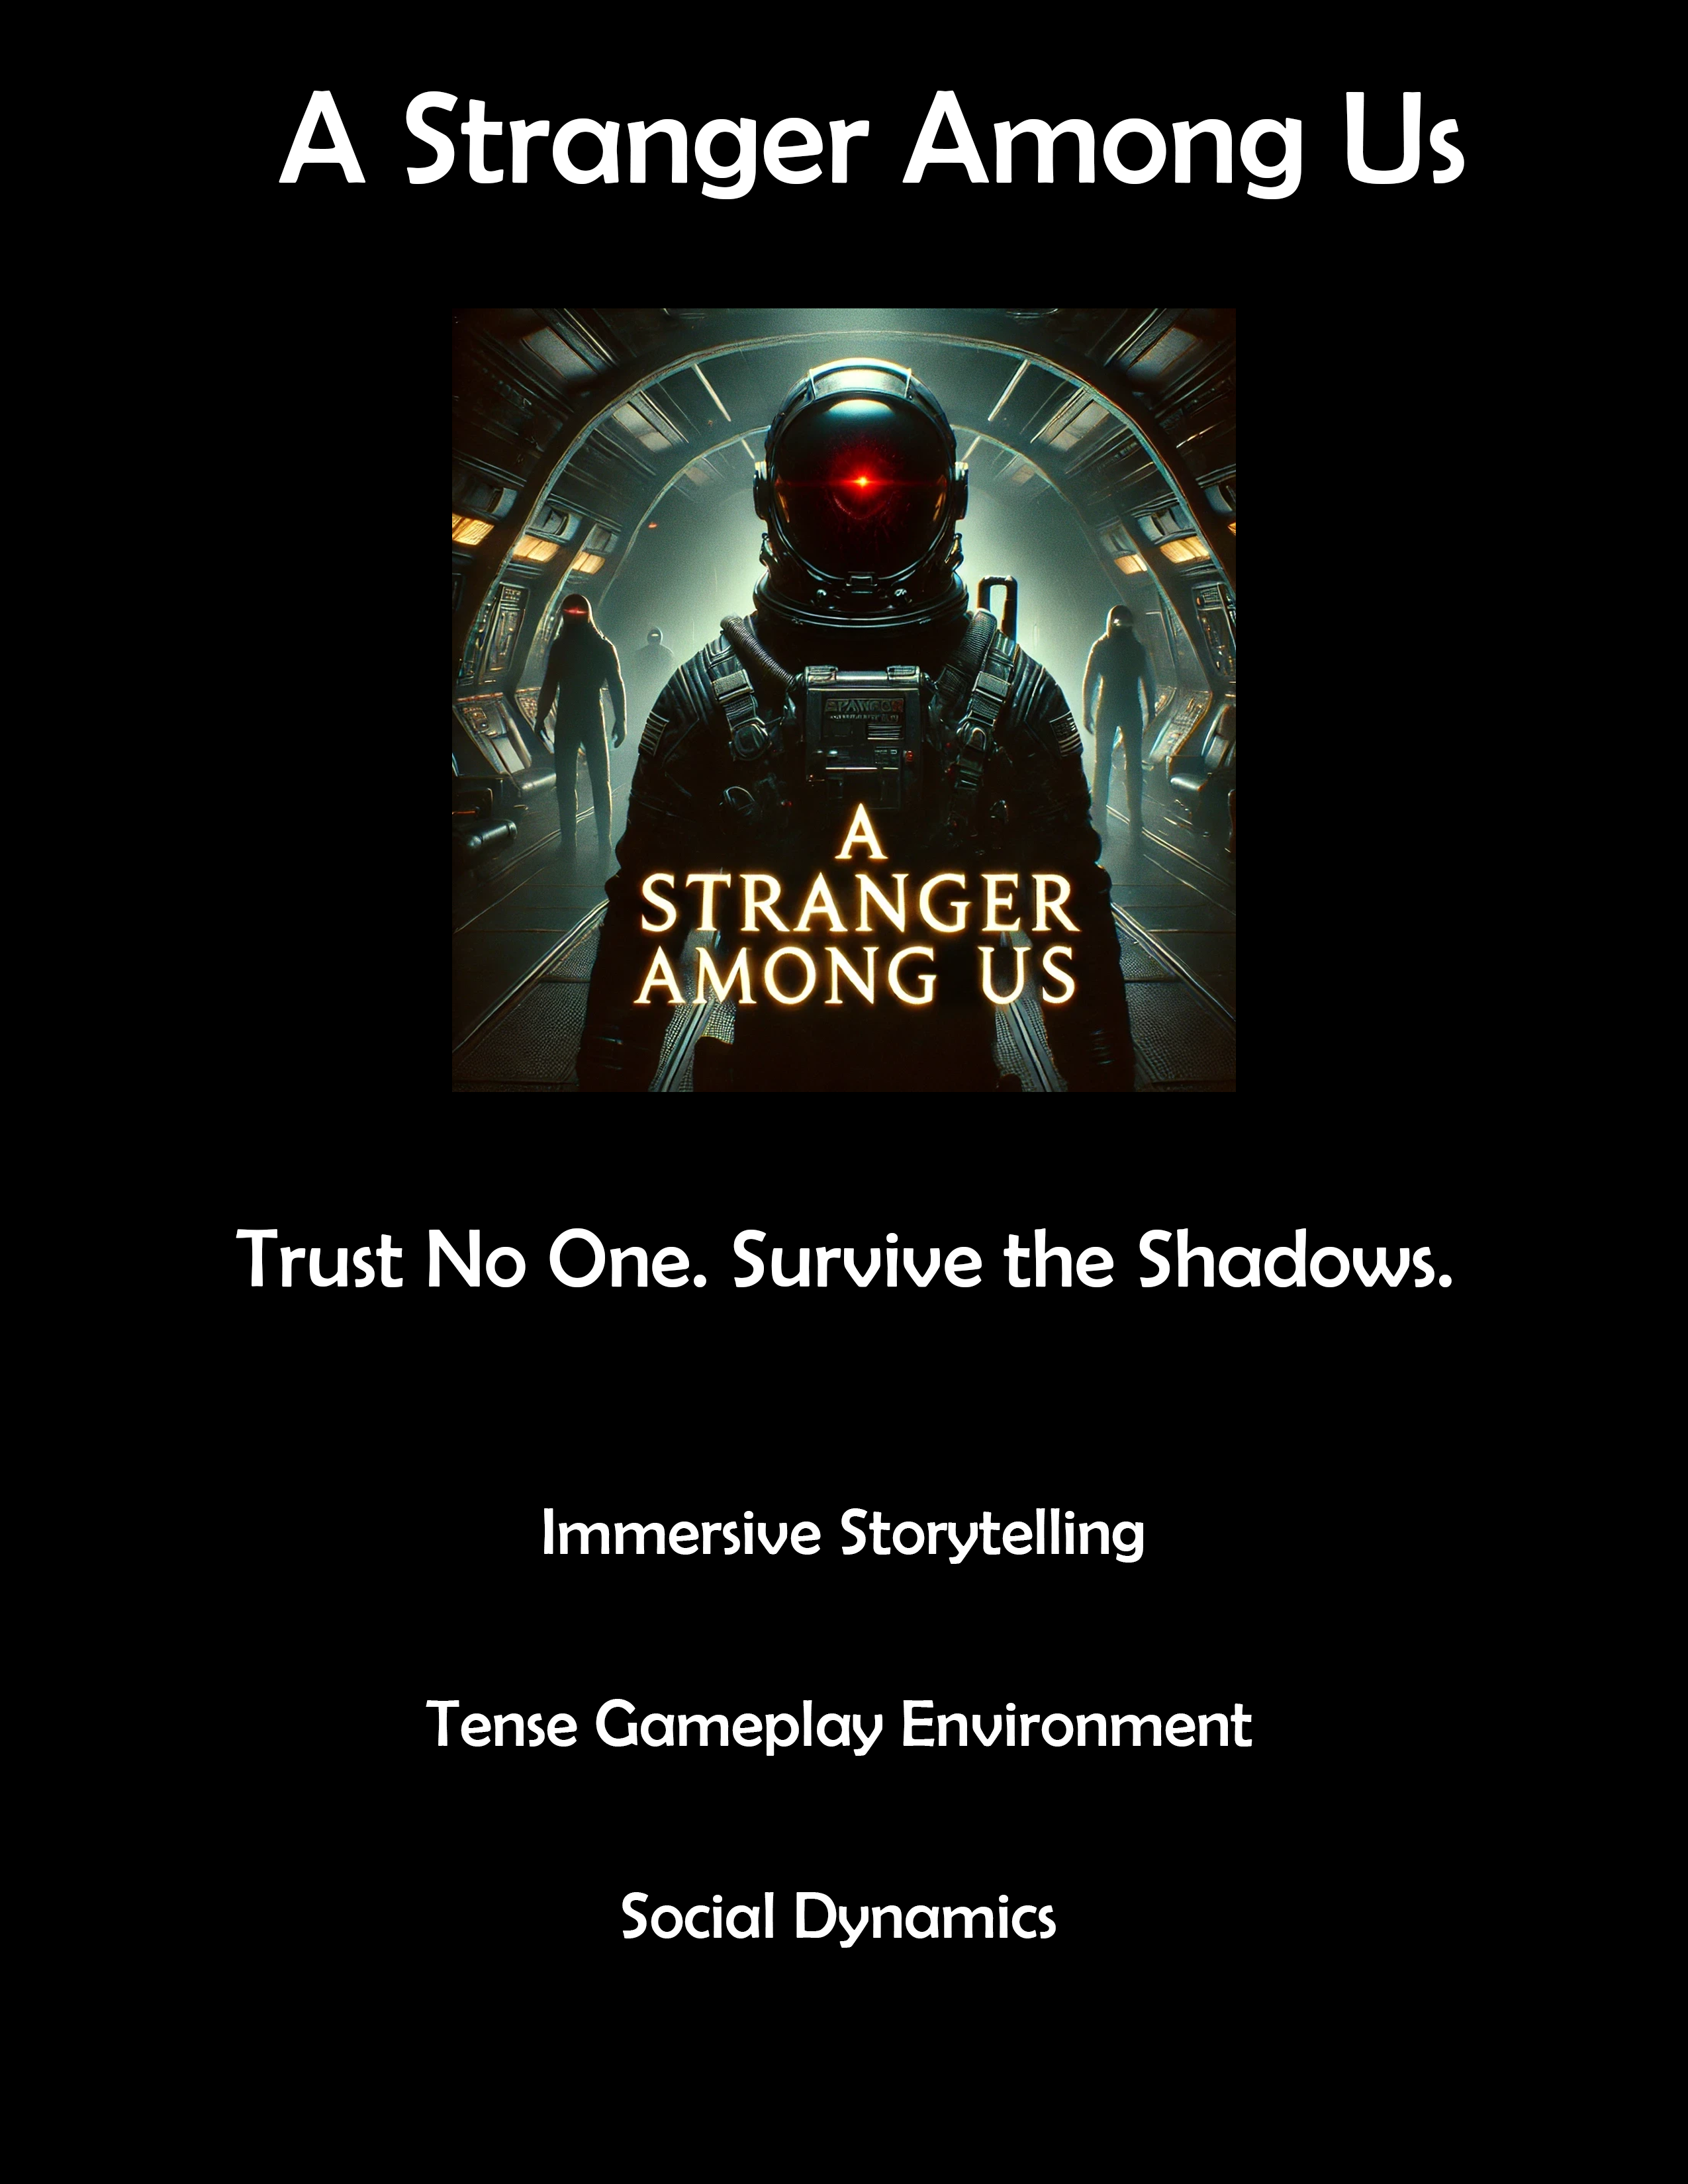 A Stranger Among Us
A
STRANGER
AMONG US
Trust No One. Survive the Shadows.
Immersive Storytelling
Tense Gameplay Environment
Social Dynamics